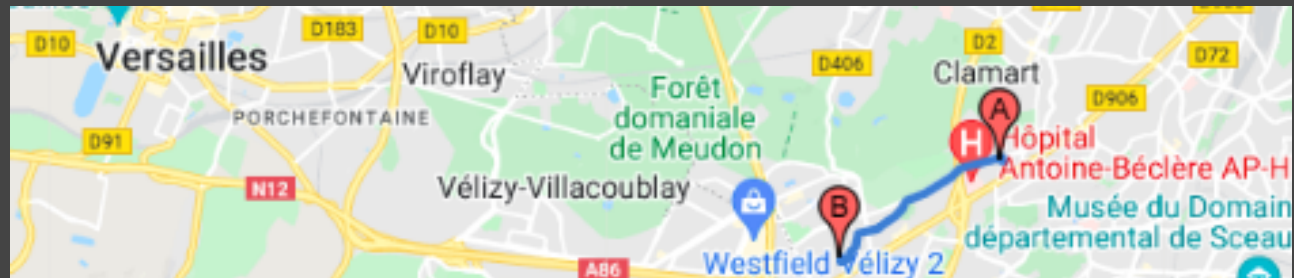 D183
D10
D10
D2
D72
Versailles
Viroflay
D406
Clamart
Forêt
domaniale
de Meudon
D906
A
PORCHEFONTAINE
D91
H
Hôpital
Antoine-Béclère AP-H
N12
Vélizy-Villacoublay
B
Musée du Domain
départemental de Sceau
A86
Westfield Vélizy 2